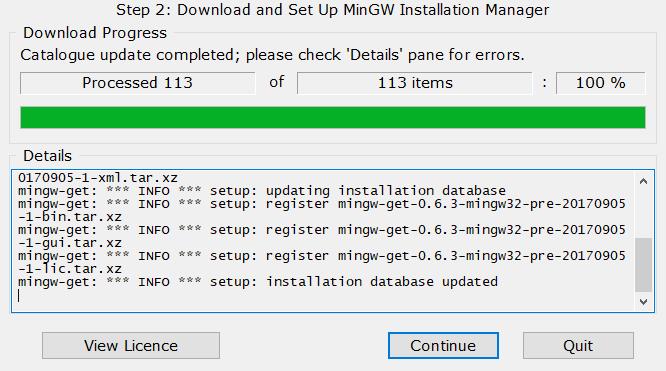 Step 2: Download and Set Up MinGW Installation Manager
Download Progress
Catalogue update completed; please check 'Details' pane for errors.
Processed 113 of 113 items : 100 %
Details
0170905-1-xml.tar.xz
mingw-get: *** INFO *** setup: updating installation database
mingw-get: *** INFO *** setup: register mingw-get-0.6.3-mingw32-pre-20170905
-1-bin.tar.xz
mingw-get: *** INFO *** setup: register mingw-get-0.6.3-mingw32-pre-20170905
-1-gui.tar.xz
mingw-get: *** INFO *** setup: register mingw-get-0.6.3-mingw32-pre-20170905
-1-lic.tar.xz
mingw-get: *** INFO *** setup: installation database updated
View Licence Continue Quit